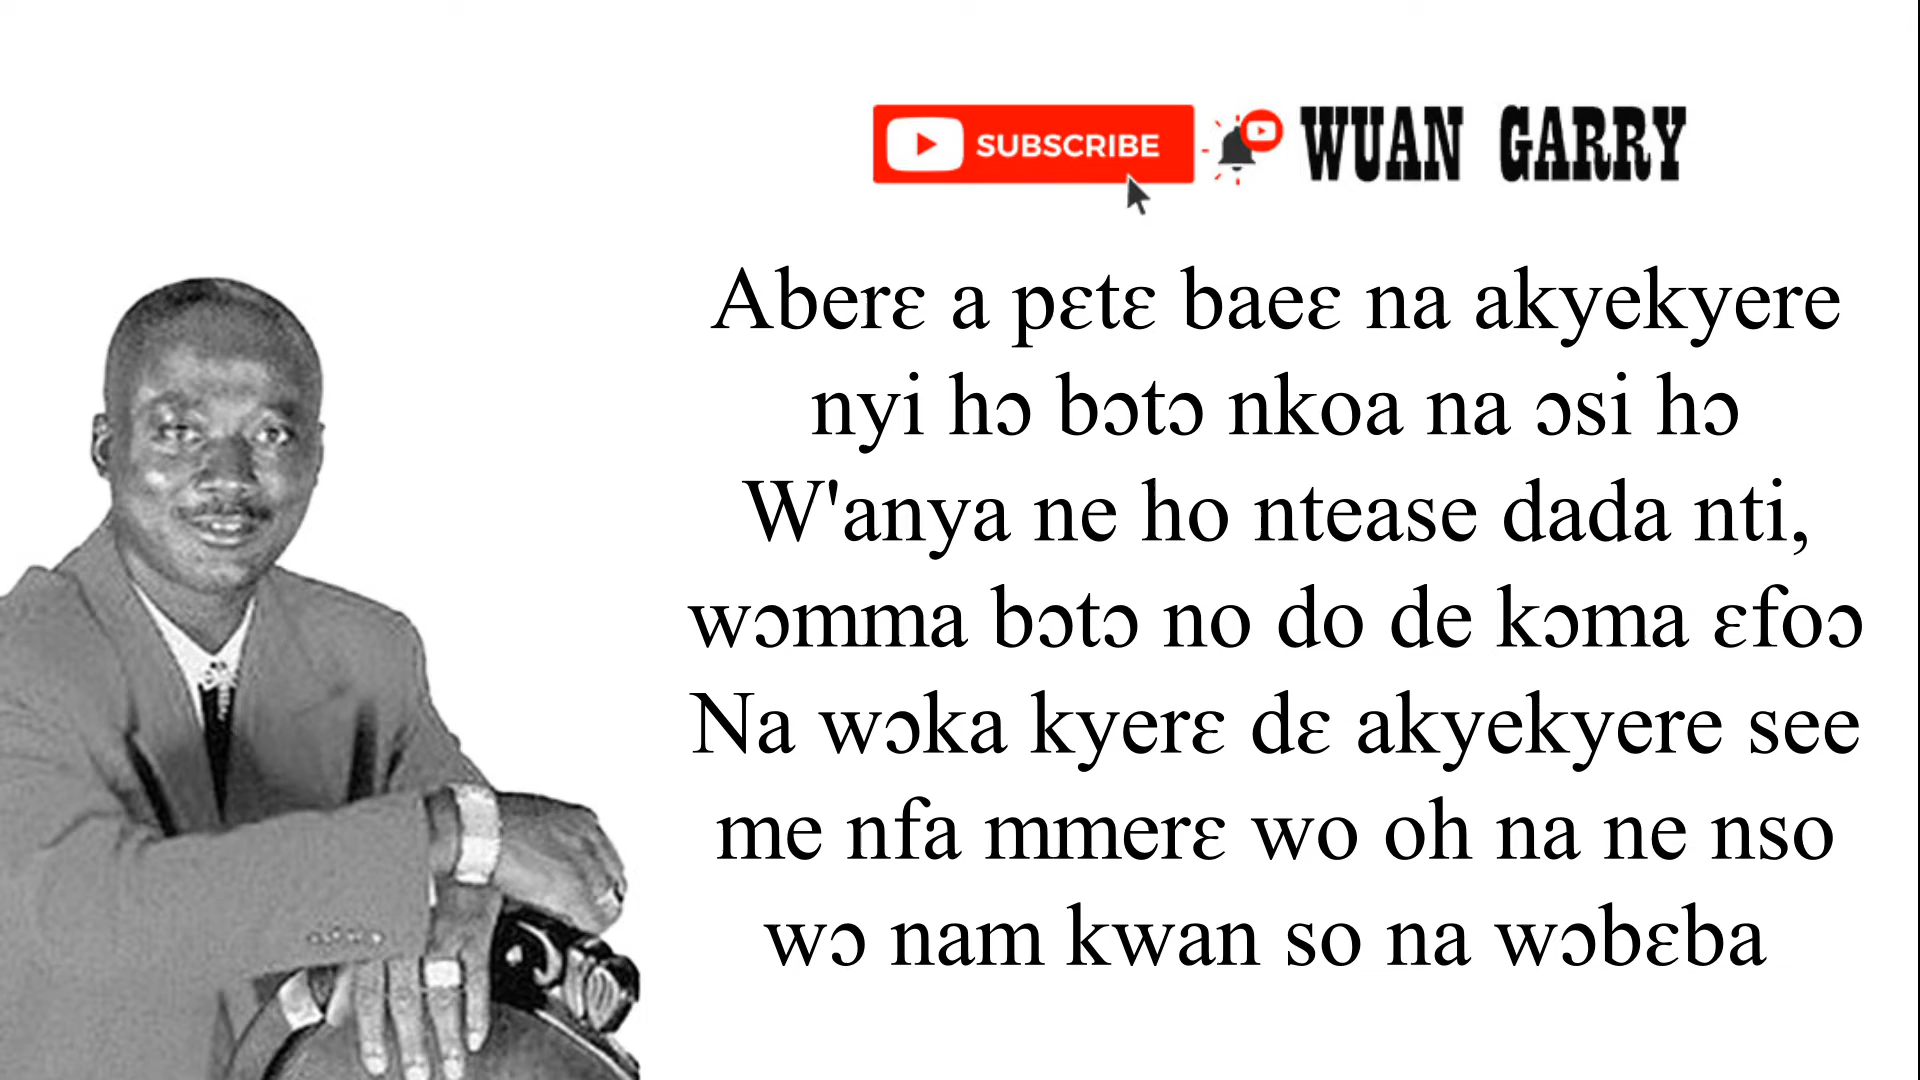 SUBSCRIBE WUAN GARRY
Aberɛ a pɛtɛ baeɛ na akyekyere
nyi hɔ bɔtɔ nkoa na ɔsi hɔ
W'anya ne ho ntease dada nti,
wɔmma bɔtɔ no do de kɔma ɛfoɔ
Na wɔka kyerɛ dɛ akyekyere see
me nfa mmerɛ wo oh na ne nso
wɔ nam kwan so na wɔbɛba